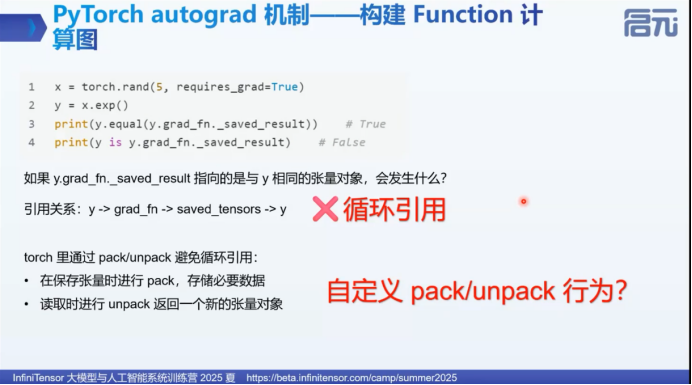 PyTorch autograd 机制——构建 Function 计
算图
启元
1 x = torch.rand(5, requires_grad=True)
2 y = x.exp()
3 print(y.equal(y.grad_fn._saved_result)) # True
4 print(y is y.grad_fn._saved_result) # False
如果 y.grad_fn._saved_result 指向的是与 y 相同的张量对象，会发生什么？
引用关系：y -> grad_fn -> saved_tensors -> y
❌循环引用
torch 里通过 pack/unpack 避免循环引用：
• 在保存张量时进行 pack，存储必要数据
• 读取时进行 unpack 返回一个新的张量对象
自定义 pack/unpack 行为？
InfiniTensor 大模型与人工智能系统训练营 2025 夏 https://beta.infinitensor.com/camp/summer2025